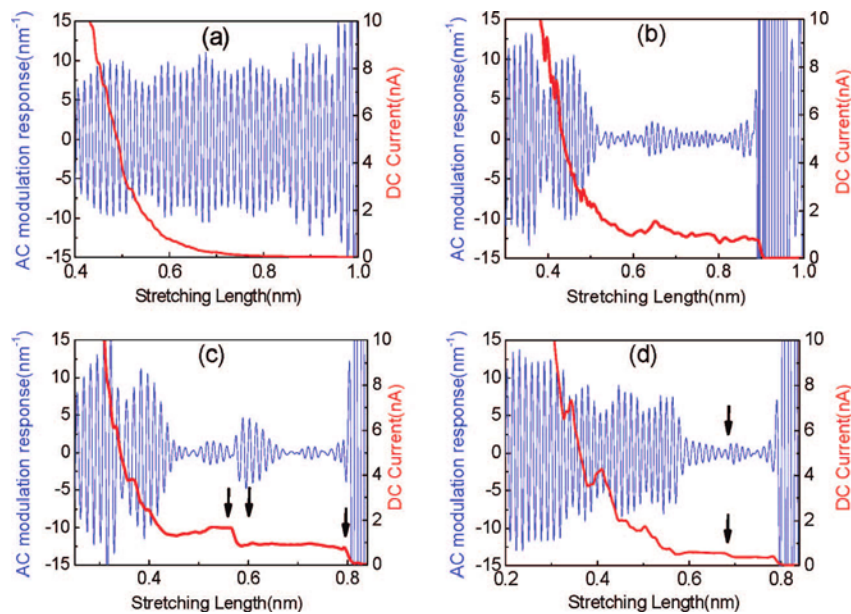 (a)
AC modulation response(nm⁻¹)
15
10
5
0
-5
-10
-15
0.4 0.6 0.8 1.0
Stretching Length(nm)
10
8
6
4
2
0
DC Current(nA)
(b)
AC modulation response(nm⁻¹)
15
10
5
0
-5
-10
-15
0.4 0.6 0.8 1.0
Stretching Length(nm)
10
8
6
4
2
0
DC Current(nA)
(c)
AC modulation response(nm⁻¹)
15
10
5
0
-5
-10
-15
0.4 0.6 0.8
Stretching Length(nm)
10
8
6
4
2
0
DC Current(nA)
(d)
AC modulation response(nm⁻¹)
15
10
5
0
-5
-10
-15
0.2 0.4 0.6 0.8
Stretching Length(nm)
10
8
6
4
2
0
DC Current(nA)